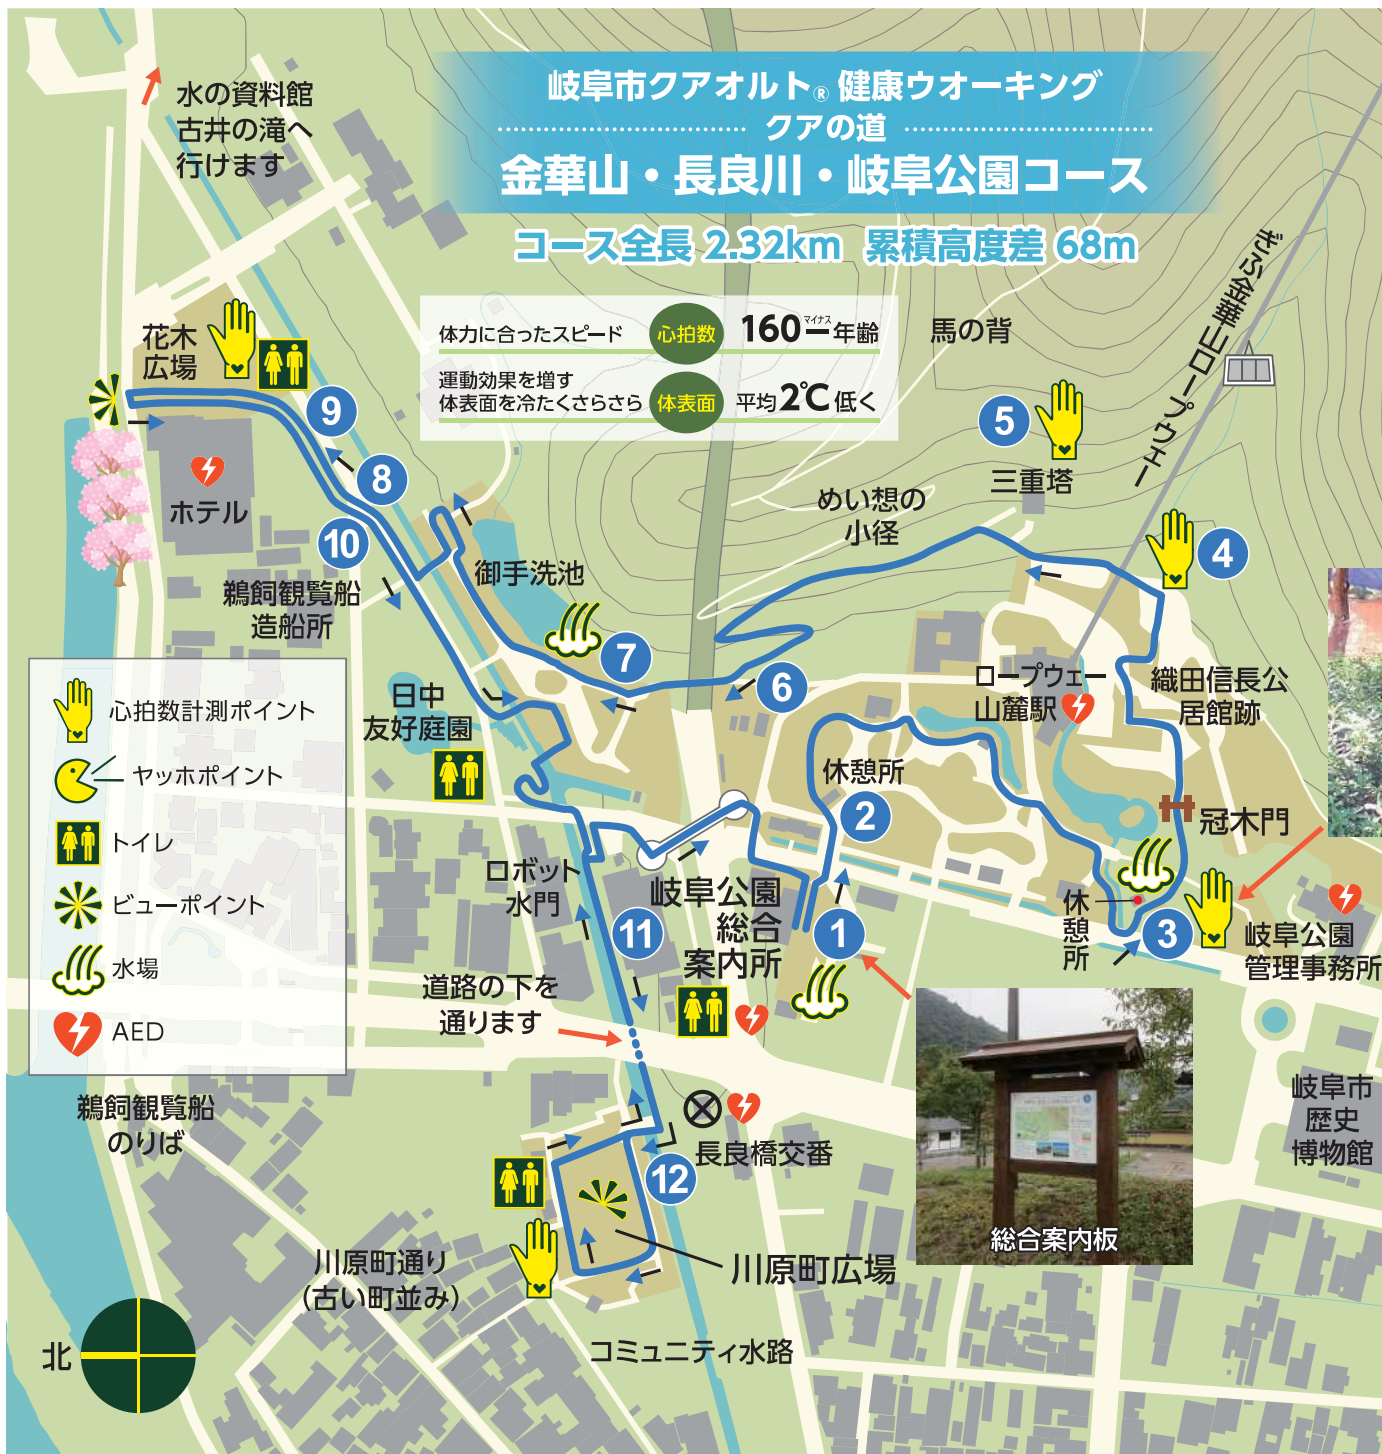 水の資料館
古井の滝へ
行けます
岐阜市クアオルト® 健康ウオーキング
クアの道
金華山・長良川・岐阜公園コース
コース全長 2.32km 累積高度差 68m
体力に合ったスピード 心拍数 160マイナスー年齢
運動効果を増す
体表面を冷たくさらさら 体表面 平均2℃低く
ぎふ金華山ロープウェー
馬の背
花木
広場
9
8
10
ホテル
5
三重塔
めい想の
小径
4
御手洗池
鵜飼観覧船
造船所
7
6
ロープウェー
山麓駅
織田信長公
居館跡
心拍数計測ポイント
ヤッホポイント
トイレ
ビューポイント
水場
AED
日中
友好庭園
休憩所
2
冠木門
ロボット
水門
岐阜公園
総合
案内所
11
1
休憩所
3
岐阜公園
管理事務所
道路の下を
通ります
鵜飼観覧船
のりば
長良橋交番
12
岐阜市
歴史
博物館
総合案内板
川原町広場
川原町通り
(古い町並み)
コミュニティ水路
北